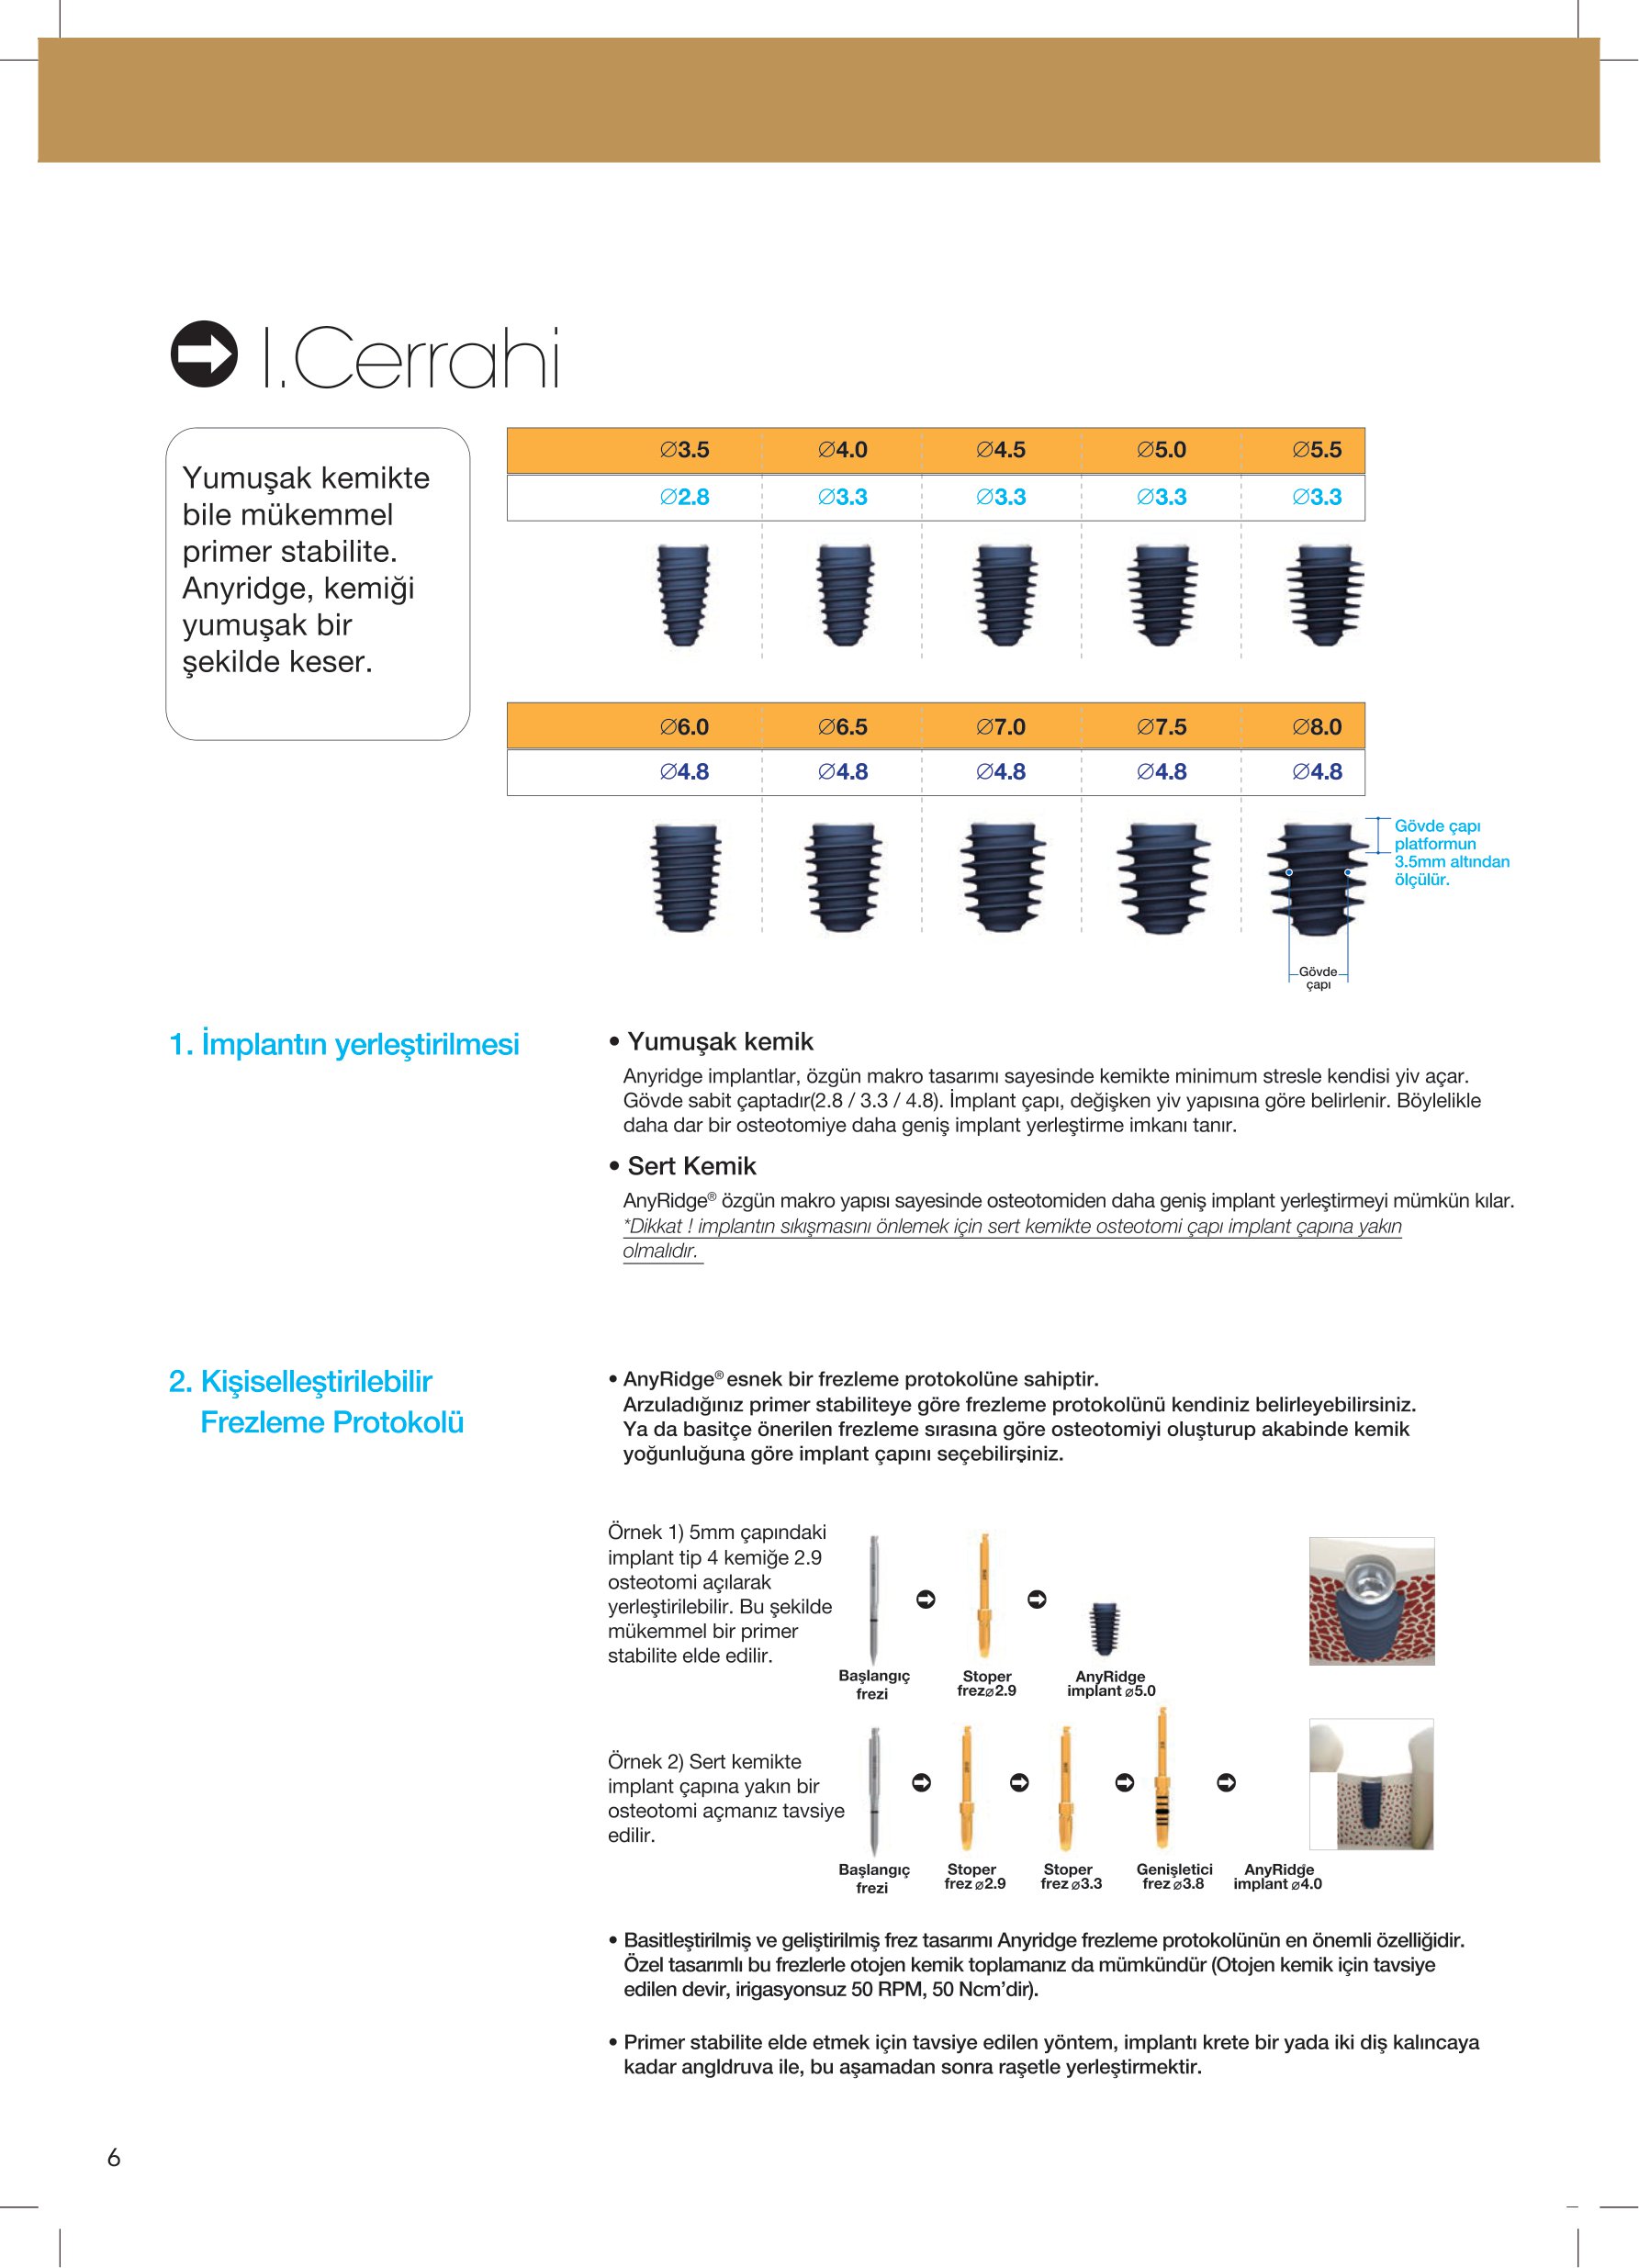 I.Cerrahi
Yumuşak kemikte
bile mükemmel
primer stabilite.
Anyridge, kemiği
yumuşak bir
şekilde keser.
∅3.5 ∅4.0 ∅4.5 ∅5.0 ∅5.5
∅2.8 ∅3.3 ∅3.3 ∅3.3 ∅3.3
∅6.0 ∅6.5 ∅7.0 ∅7.5 ∅8.0
∅4.8 ∅4.8 ∅4.8 ∅4.8 ∅4.8
Gövde çapı
platformun
3.5mm altından
ölçülür.
Gövde
çapı
1. İmplantın yerleştirilmesi
• Yumuşak kemik
Anyridge implantlar, özgün makro tasarımı sayesinde kemikte minimum stresle kendisi yiv açar.
Gövde sabit çaptadır(2.8 / 3.3 / 4.8). İmplant çapı, değişken yiv yapısına göre belirlenir. Böylelikle
daha dar bir osteotomiye daha geniş implant yerleştirme imkanı tanır.
• Sert Kemik
AnyRidge® özgün makro yapısı sayesinde osteotomiden daha geniş implant yerleştirmeyi mümkün kılar.
*Dikkat ! implantın sıkışmasını önlemek için sert kemikte osteotomi çapı implant çapına yakın
olmalıdır.
2. Kişiselleştirilebilir
Frezleme Protokolü
• AnyRidge® esnek bir frezleme protokolüne sahiptir.
Arzuladığınız primer stabiliteye göre frezleme protokolünü kendiniz belirleyebilirsiniz.
Ya da basitçe önerilen frezleme sırasına göre osteotomiyi oluşturup akabinde kemik
yoğunluğuna göre implant çapını seçebilirşiniz.
Örnek 1) 5mm çapındaki
implant tip 4 kemiğe 2.9
osteotomi açılarak
yerleştirilebilir. Bu şekilde
mükemmel bir primer
stabilite elde edilir.
Başlangıç
frezi
Stoper
frez⌀2.9
AnyRidge
implant ⌀5.0
Örnek 2) Sert kemikte
implant çapına yakın bir
osteotomi açmanız tavsiye
edilir.
Başlangıç
frezi
Stoper
frez ⌀2.9
Stoper
frez ⌀3.3
Genişletici
frez ⌀3.8
AnyRidge
implant ⌀4.0
• Basitleştirilmiş ve geliştirilmiş frez tasarımı Anyridge frezleme protokolünün en önemli özelliğidir.
Özel tasarımlı bu frezlerle otojen kemik toplamanız da mümkündür (Otojen kemik için tavsiye
edilen devir, irigasyonsuz 50 RPM, 50 Ncm’dir).
• Primer stabilite elde etmek için tavsiye edilen yöntem, implantı krete bir yada iki diş kalıncaya
kadar angldruva ile, bu aşamadan sonra raşetle yerleştirmektir.
6